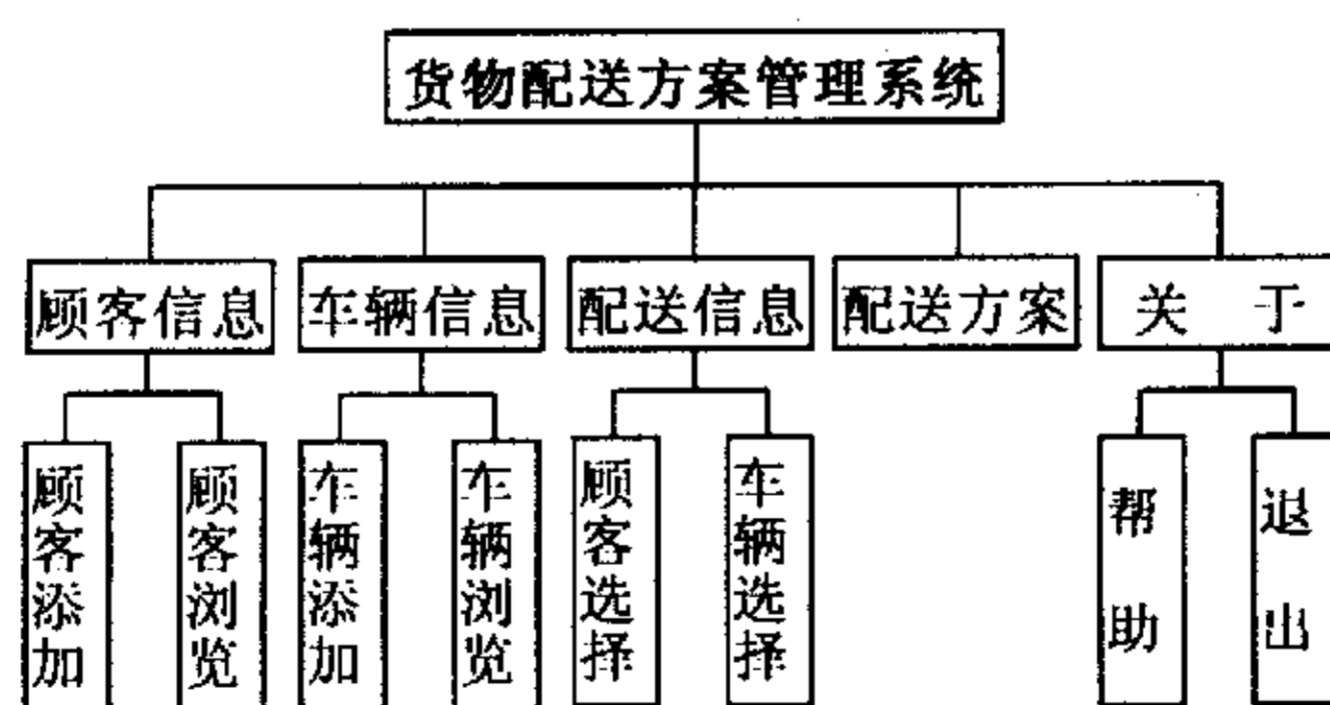 货物配送方案管理系统
顾客信息
车辆信息
配送信息
配送方案
关 于
顾客添加
顾客浏览
车辆添加
车辆浏览
顾客选择
车辆选择
帮助
退出